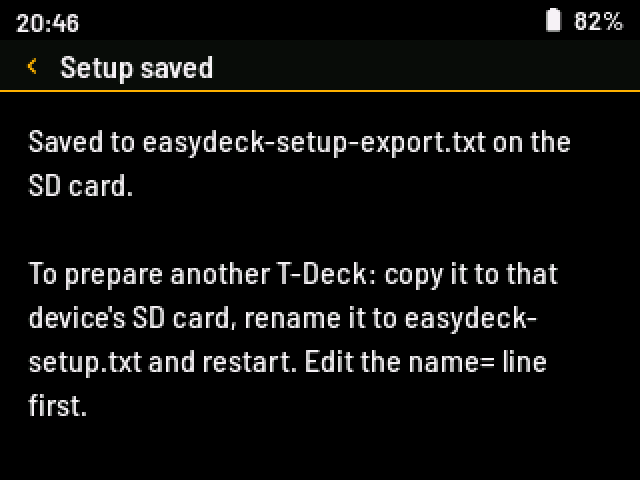 20:46 82%
Setup saved
Saved to easydeck-setup-export.txt on the
SD card.
To prepare another T-Deck: copy it to that
device's SD card, rename it to easydeck-
setup.txt and restart. Edit the name= line
first.